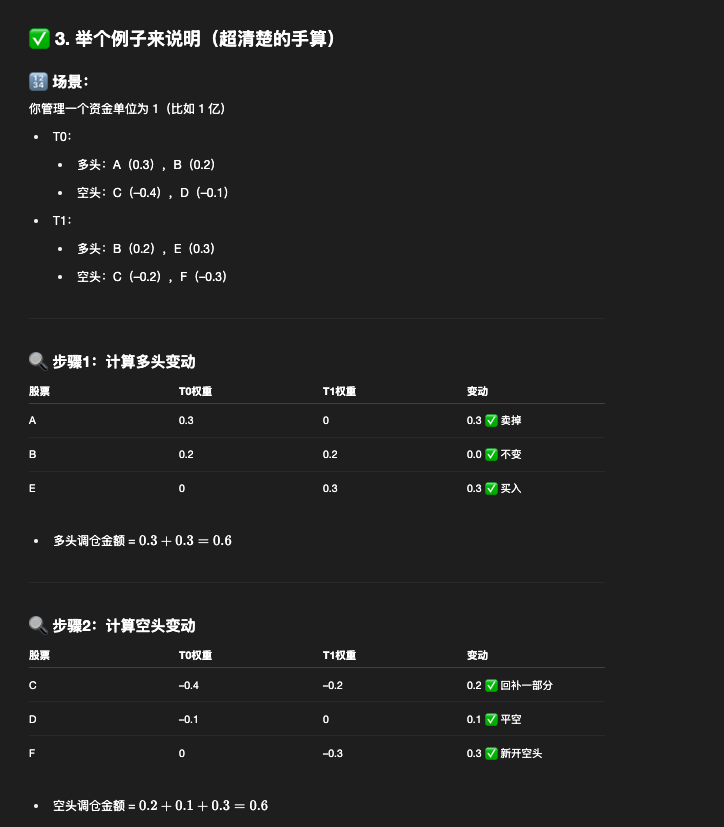 ✅ 3. 举个例子来说明（超清楚的手算）
🔢 场景：
你管理一个资金单位为 1（比如 1 亿）
• T0：
• 多头：A（0.3），B（0.2）
• 空头：C（–0.4），D（–0.1）
• T1：
• 多头：B（0.2），E（0.3）
• 空头：C（–0.2），F（–0.3）
🔍 步骤1：计算多头变动
股票 T0权重 T1权重 变动
A 0.3 0 0.3 ✅ 卖掉
B 0.2 0.2 0.0 ✅ 不变
E 0 0.3 0.3 ✅ 买入
• 多头调仓金额 = 0.3 + 0.3 = 0.6
🔍 步骤2：计算空头变动
股票 T0权重 T1权重 变动
C –0.4 –0.2 0.2 ✅ 回补一部分
D –0.1 0 0.1 ✅ 平空
F 0 –0.3 0.3 ✅ 新开空头
• 空头调仓金额 = 0.2 + 0.1 + 0.3 = 0.6